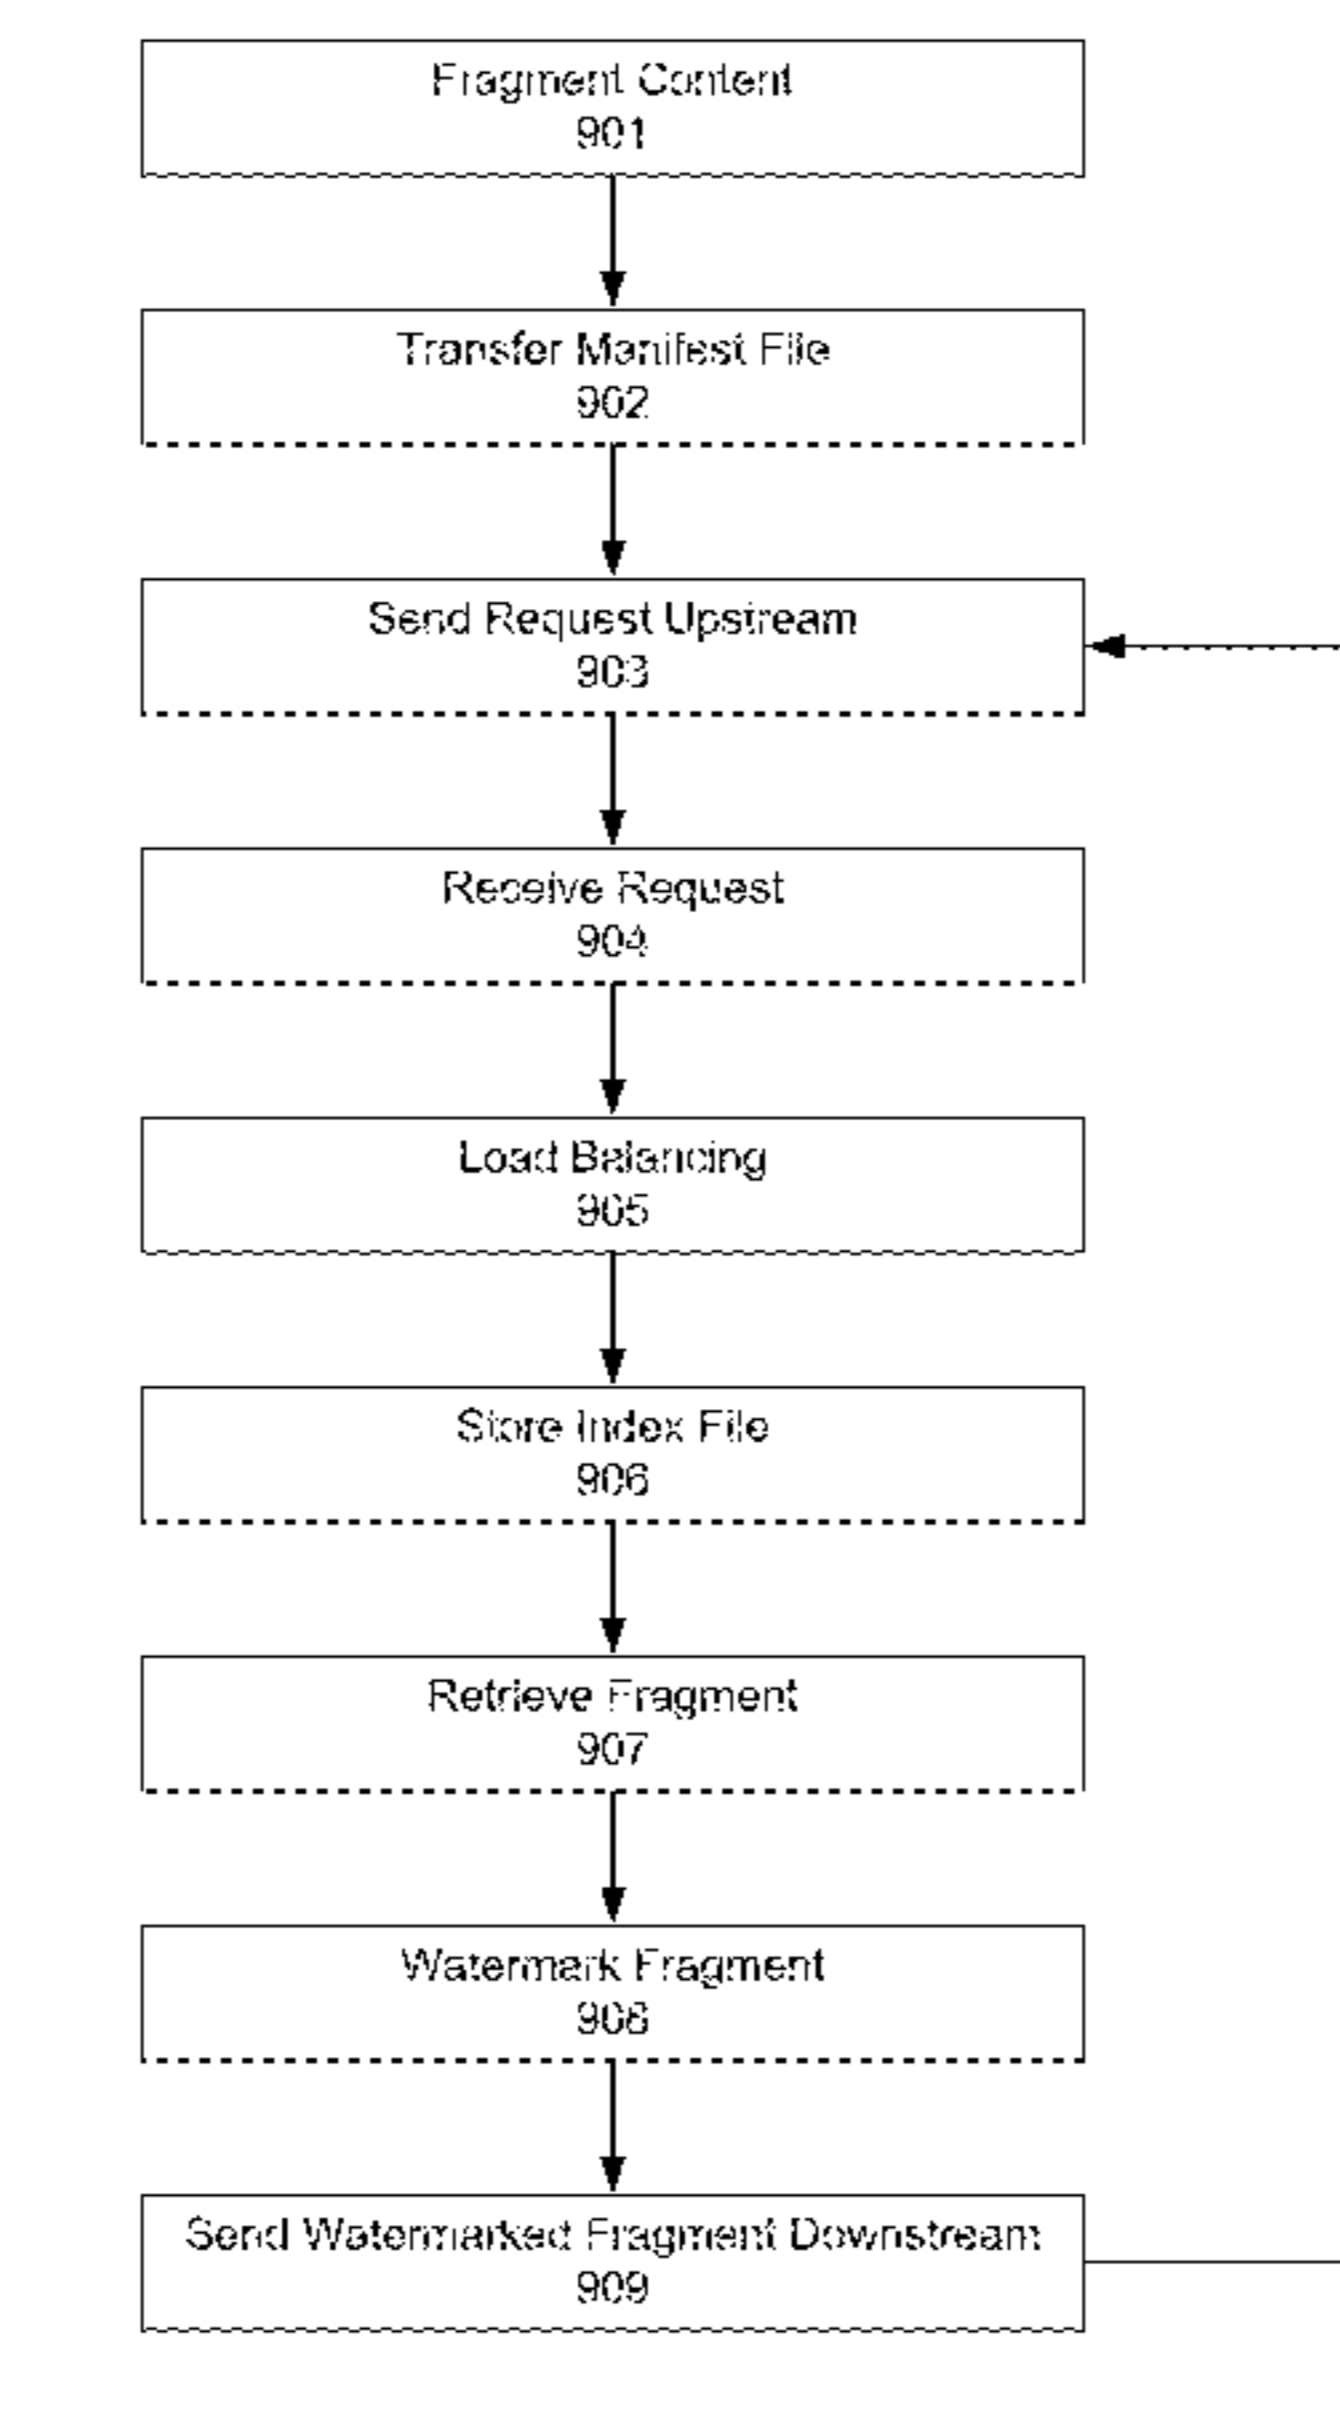 Fragment Content
901
Transfer Manifest File
902
Send Request Upstream
903
Receive Request
904
Load Balancing
905
Store Index File
906
Retrieve Fragment
907
Watermark Fragment
908
Send Watermarked Fragment Downstream
909